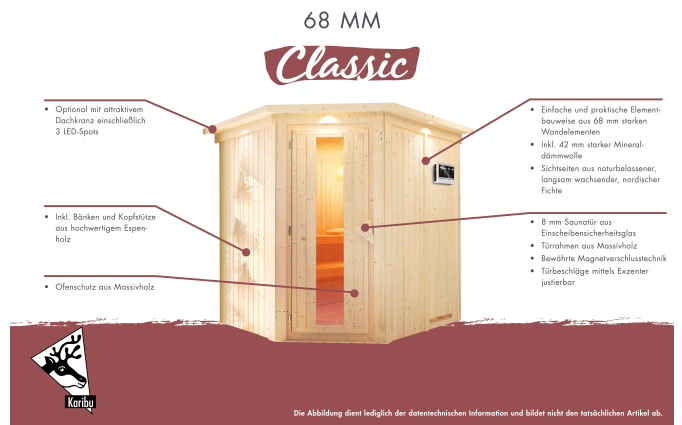 68 MM
Classic
• Optional mit attraktivem
Dachkranz einschließlich
3 LED-Spots
• Inkl. Bänken und Kopfstütze
aus hochwertigem Espen-
holz
• Ofenschutz aus Massivholz
• Einfache und praktische Element-
bauweise aus 68 mm starken
Wandelementen
• Inkl. 42 mm starker Mineral-
dämmwolle
• Sichtseiten aus naturbelassener,
langsam wachsender, nordischer
Fichte
• 8 mm Saunatür aus
Einscheibensicherheitsglas
• Türrahmen aus Massivholz
• Bewährte Magnetverschlusstechnik
• Türbeschläge mittels Exzenter
justierbar
Karibu
Die Abbildung dient lediglich der datentechnischen Information und bildet nicht den tatsächlichen Artikel ab.